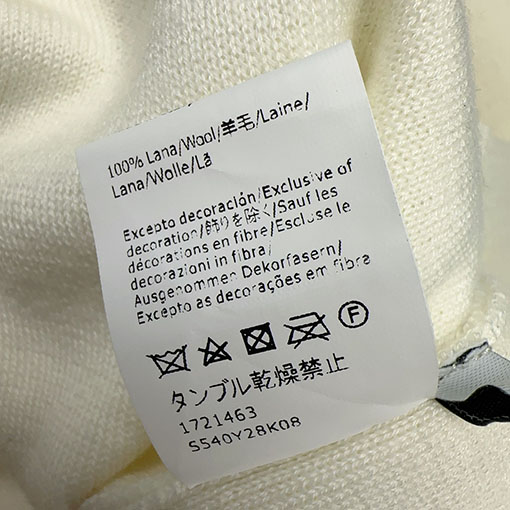 100% Lana/Wool/羊毛/Laine/
Lana/Wolle/Lã
Excepto decoración/Exclusive of
decoration/飾りを除く/Sauf les
décorations en fibre/Escluse le
decorazioni in fibra/
Ausgenommen Dekorfasern/
Excepto as decorações em fibra
F
タンブル乾燥禁止
1721463
S540Y28K08